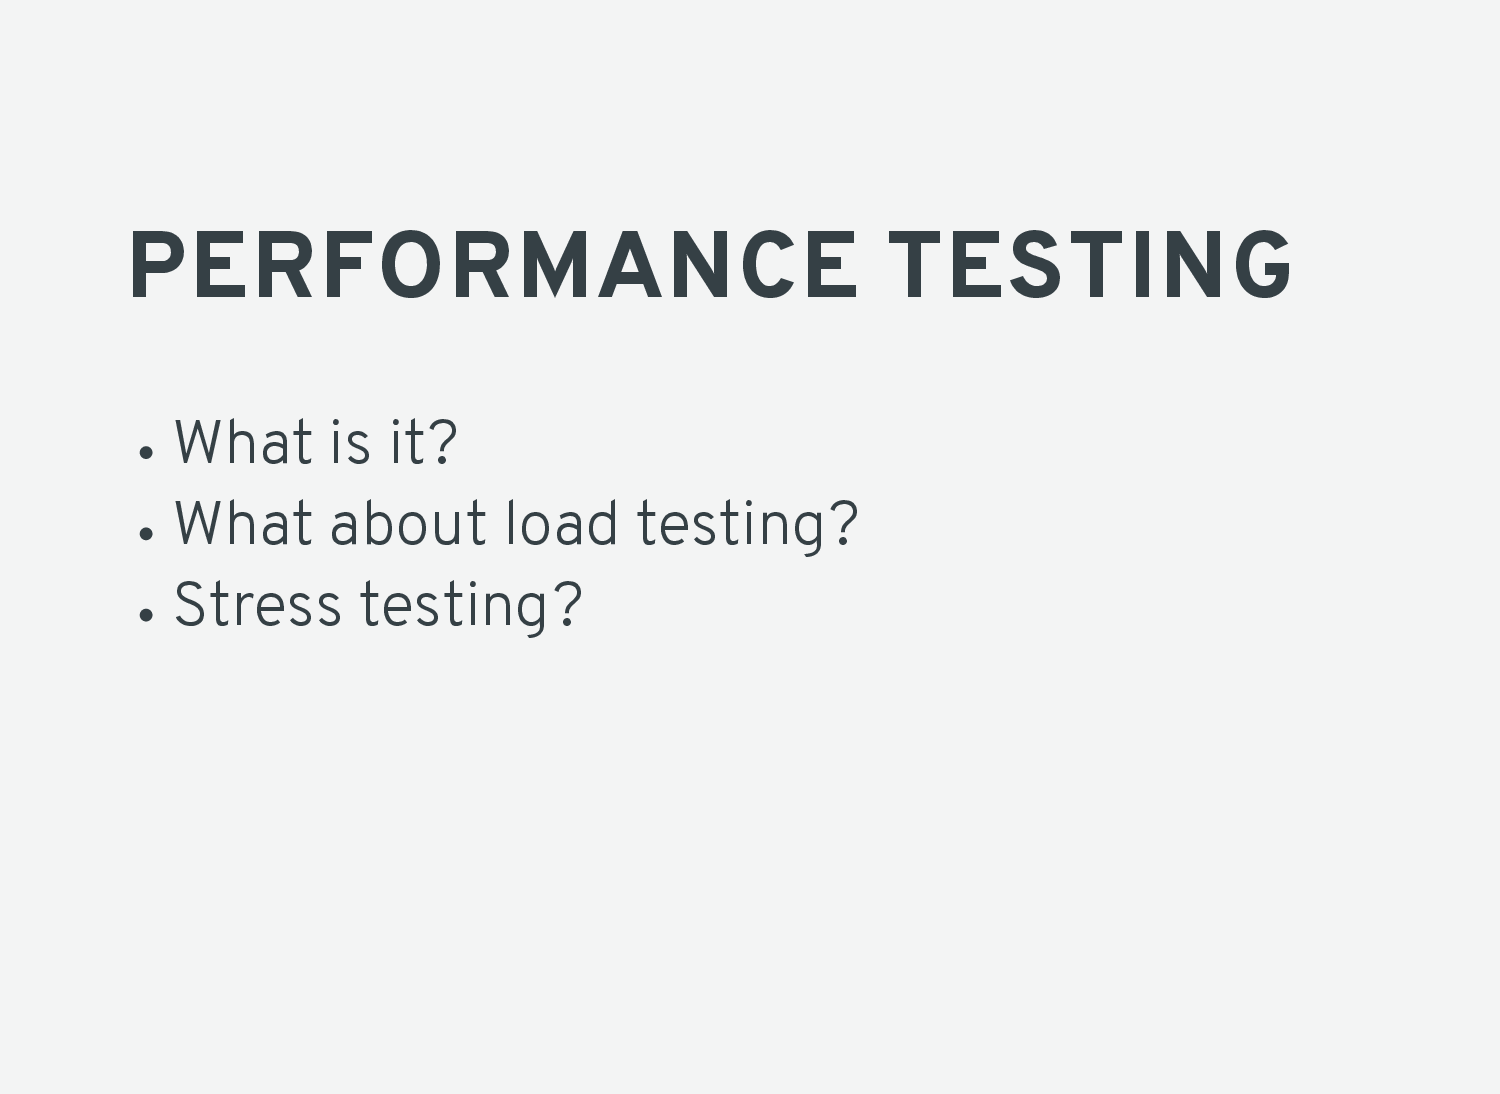 PERFORMANCE TESTING
• What is it?
• What about load testing?
• Stress testing?